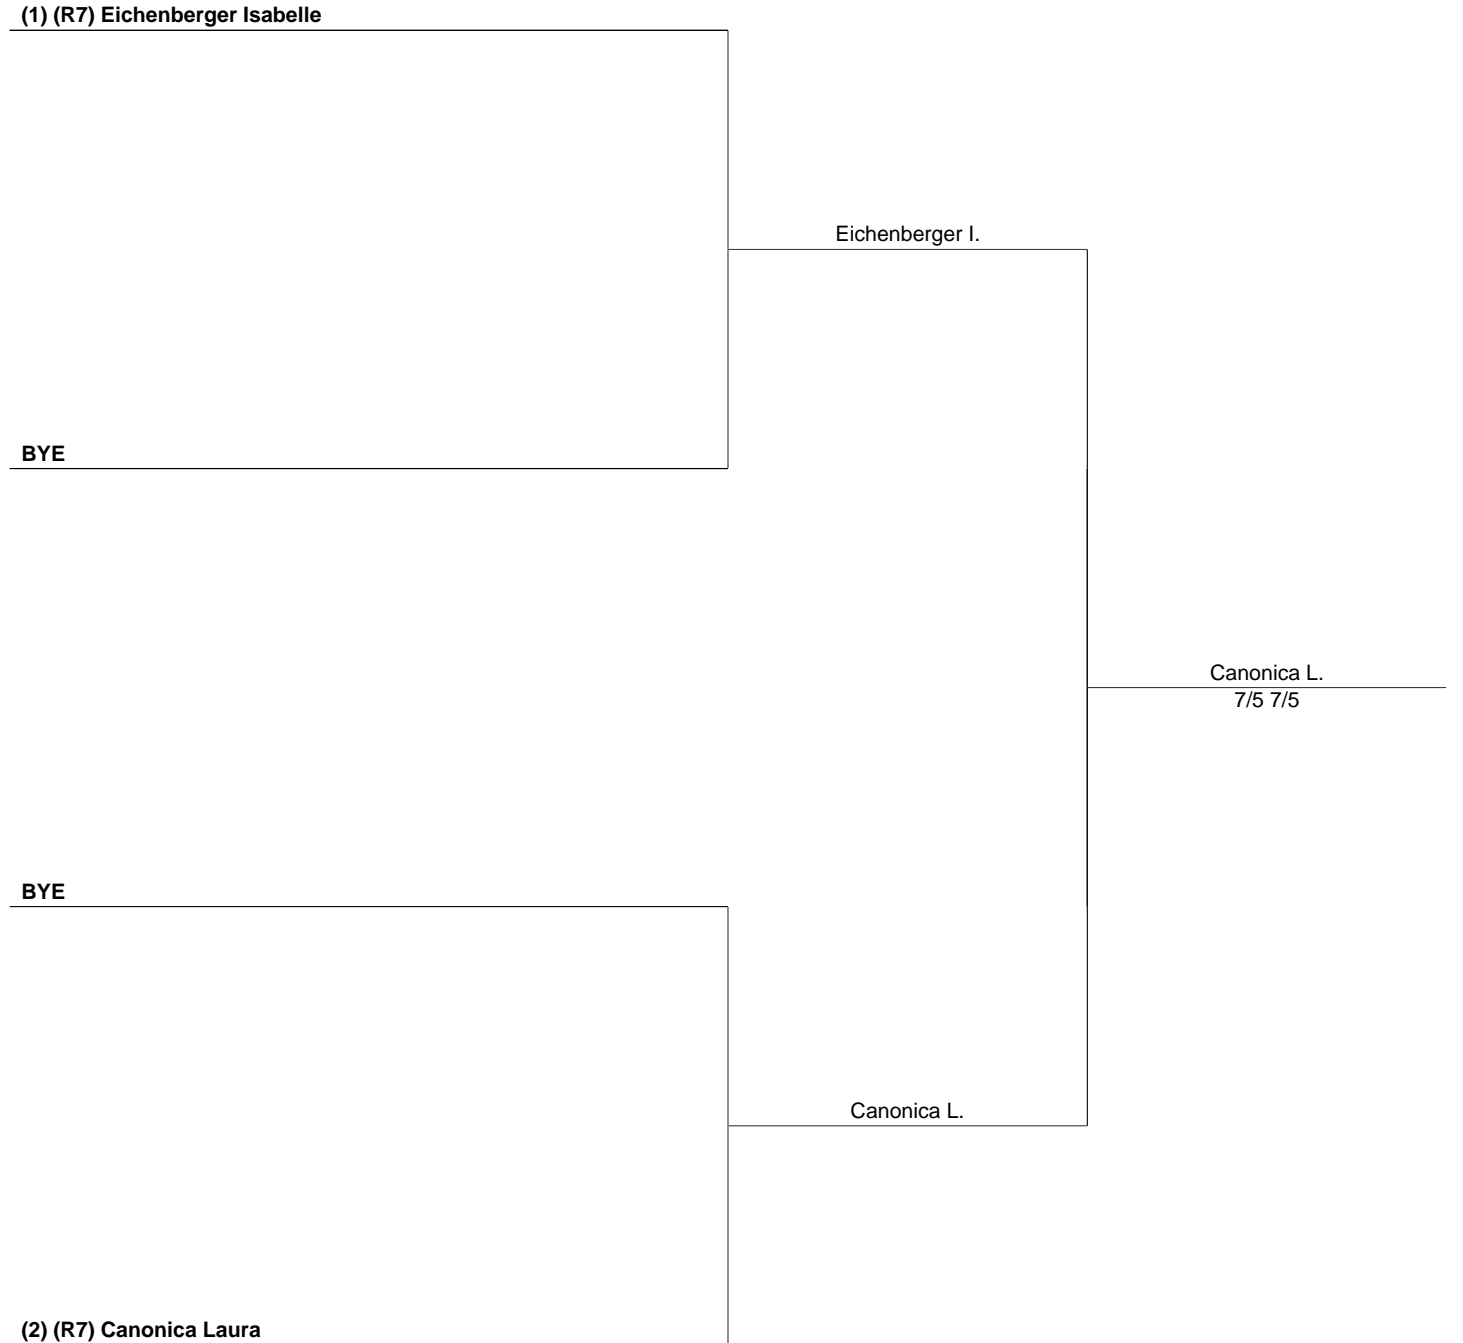 (1) (R7) Eichenberger Isabelle
Eichenberger I.
BYE
Canonica L.
7/5 7/5
BYE
Canonica L.
(2) (R7) Canonica Laura